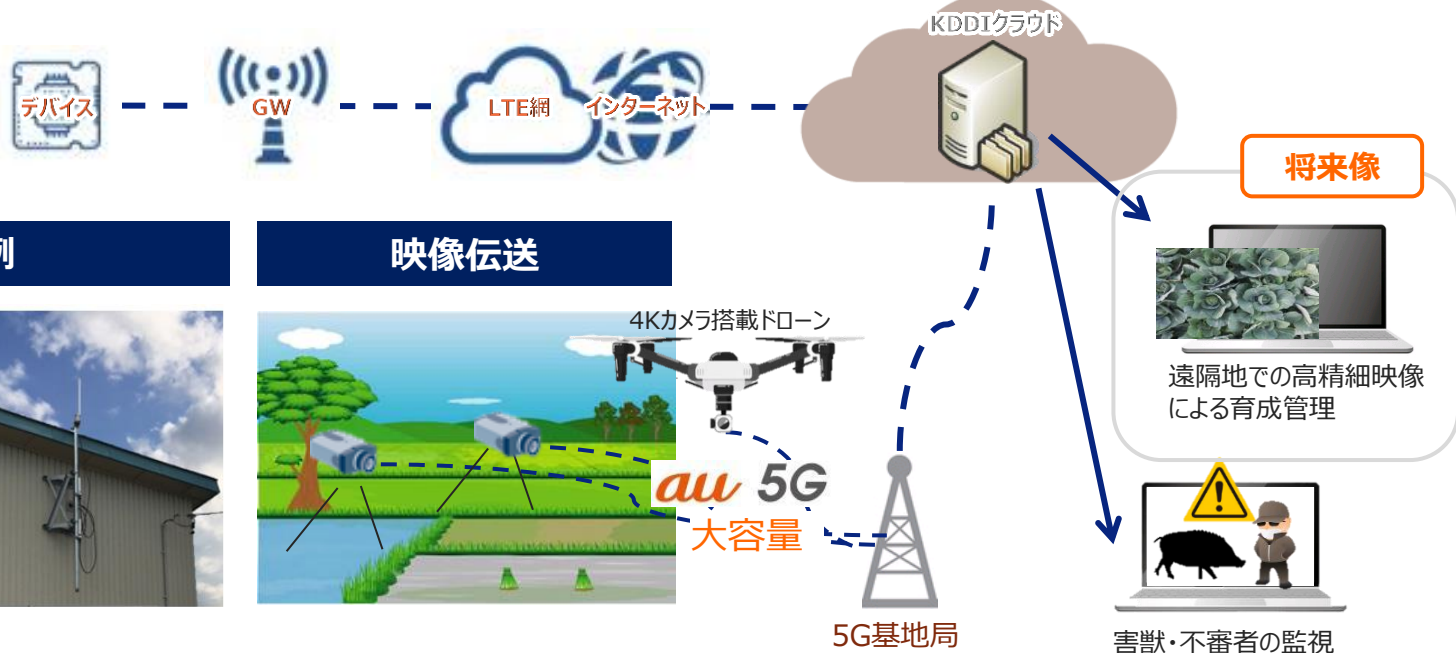 KDDIクラウド
デバイス
GW
LTE網
インターネット
将来像
例
映像伝送
4Kカメラ搭載ドローン
遠隔地での高精細映像
による育成管理
au 5G
大容量
5G基地局
害獣・不審者の監視